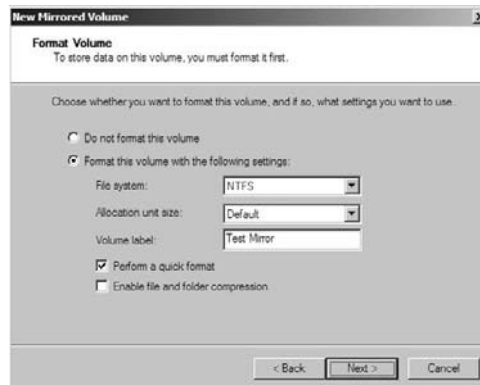 New Mirrored Volume
Format Volume
To store data on this volume, you must format it first.
Choose whether you want to format this volume, and if so, what settings you want to use.
Do not format this volume
Format this volume with the following settings:
File system: NTFS
Allocation unit size: Default
Volume label: Test Mirror
Perform a quick format
Enable file and folder compression
< Back Next > Cancel